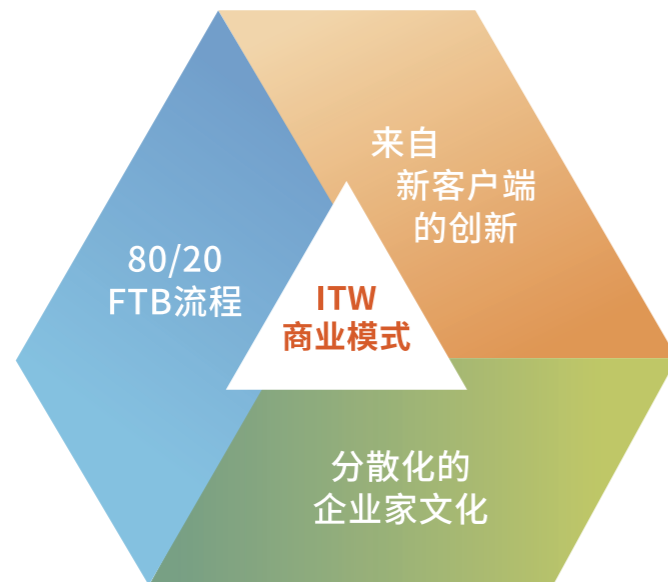 来自
新客户端
的创新
80/20
FTB流程
ITW
商业模式
分散化的
企业家文化